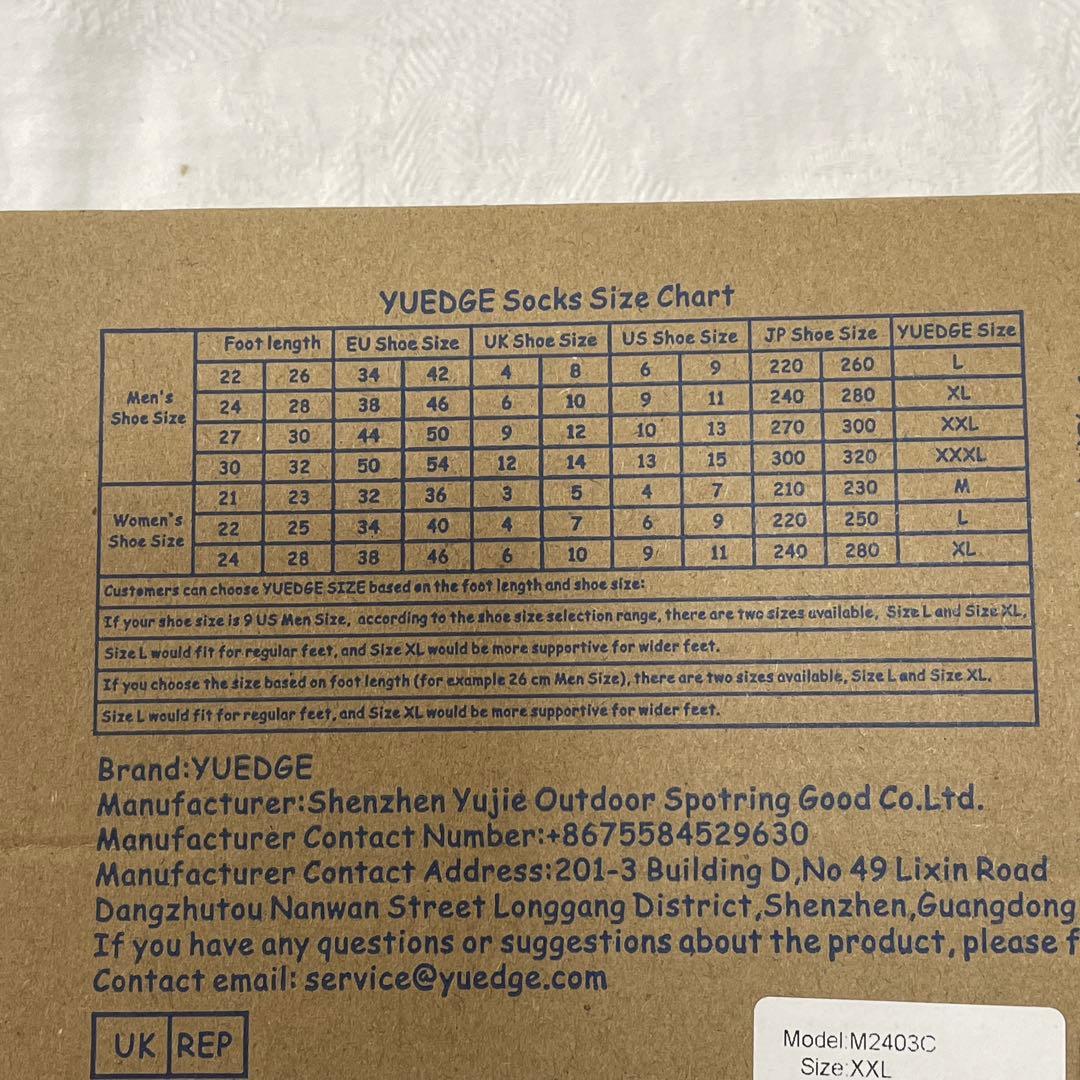 YUEDGE Socks Size Chart
Foot length EU Shoe Size UK Shoe Size US Shoe Size JP Shoe Size YUEDGE Size
Men's
Shoe Size
22 26 34 42 4 8 6 9 220 260 L
24 28 38 46 6 10 9 11 240 280 XL
27 30 44 50 9 12 10 13 270 300 XXL
30 32 50 54 12 14 13 15 300 320 XXXL
Women's
Shoe Size
21 23 32 36 3 5 4 7 210 230 M
22 25 34 40 4 7 6 9 220 250 L
24 28 38 46 6 10 9 11 240 280 XL
Customers can choose YUEDGE SIZE based on the foot length and shoe size:
If your shoe size is 9 US Men Size, according to the shoe size selection range, there are two sizes available, Size L and Size XL,
Size L would fit for regular feet, and Size XL would be more supportive for wider feet.
If you choose the size based on foot length (for example 26 cm Men Size), there are two sizes available, Size L and Size XL.
Size L would fit for regular feet, and Size XL would be more supportive for wider feet.
Brand:YUEDGE
Manufacturer:Shenzhen Yujie Outdoor Spotring Good Co.Ltd.
Manufacturer Contact Number:+8675584529630
Manufacturer Contact Address:201-3 Building D,No 49 Lixin Road
Dangzhutou Nanwan Street Longgang District,Shenzhen,Guangdong
If you have any questions or suggestions about the product, please f
Contact email: service@yuedge.com
UK REP
Model:M2403C
Size:XXL